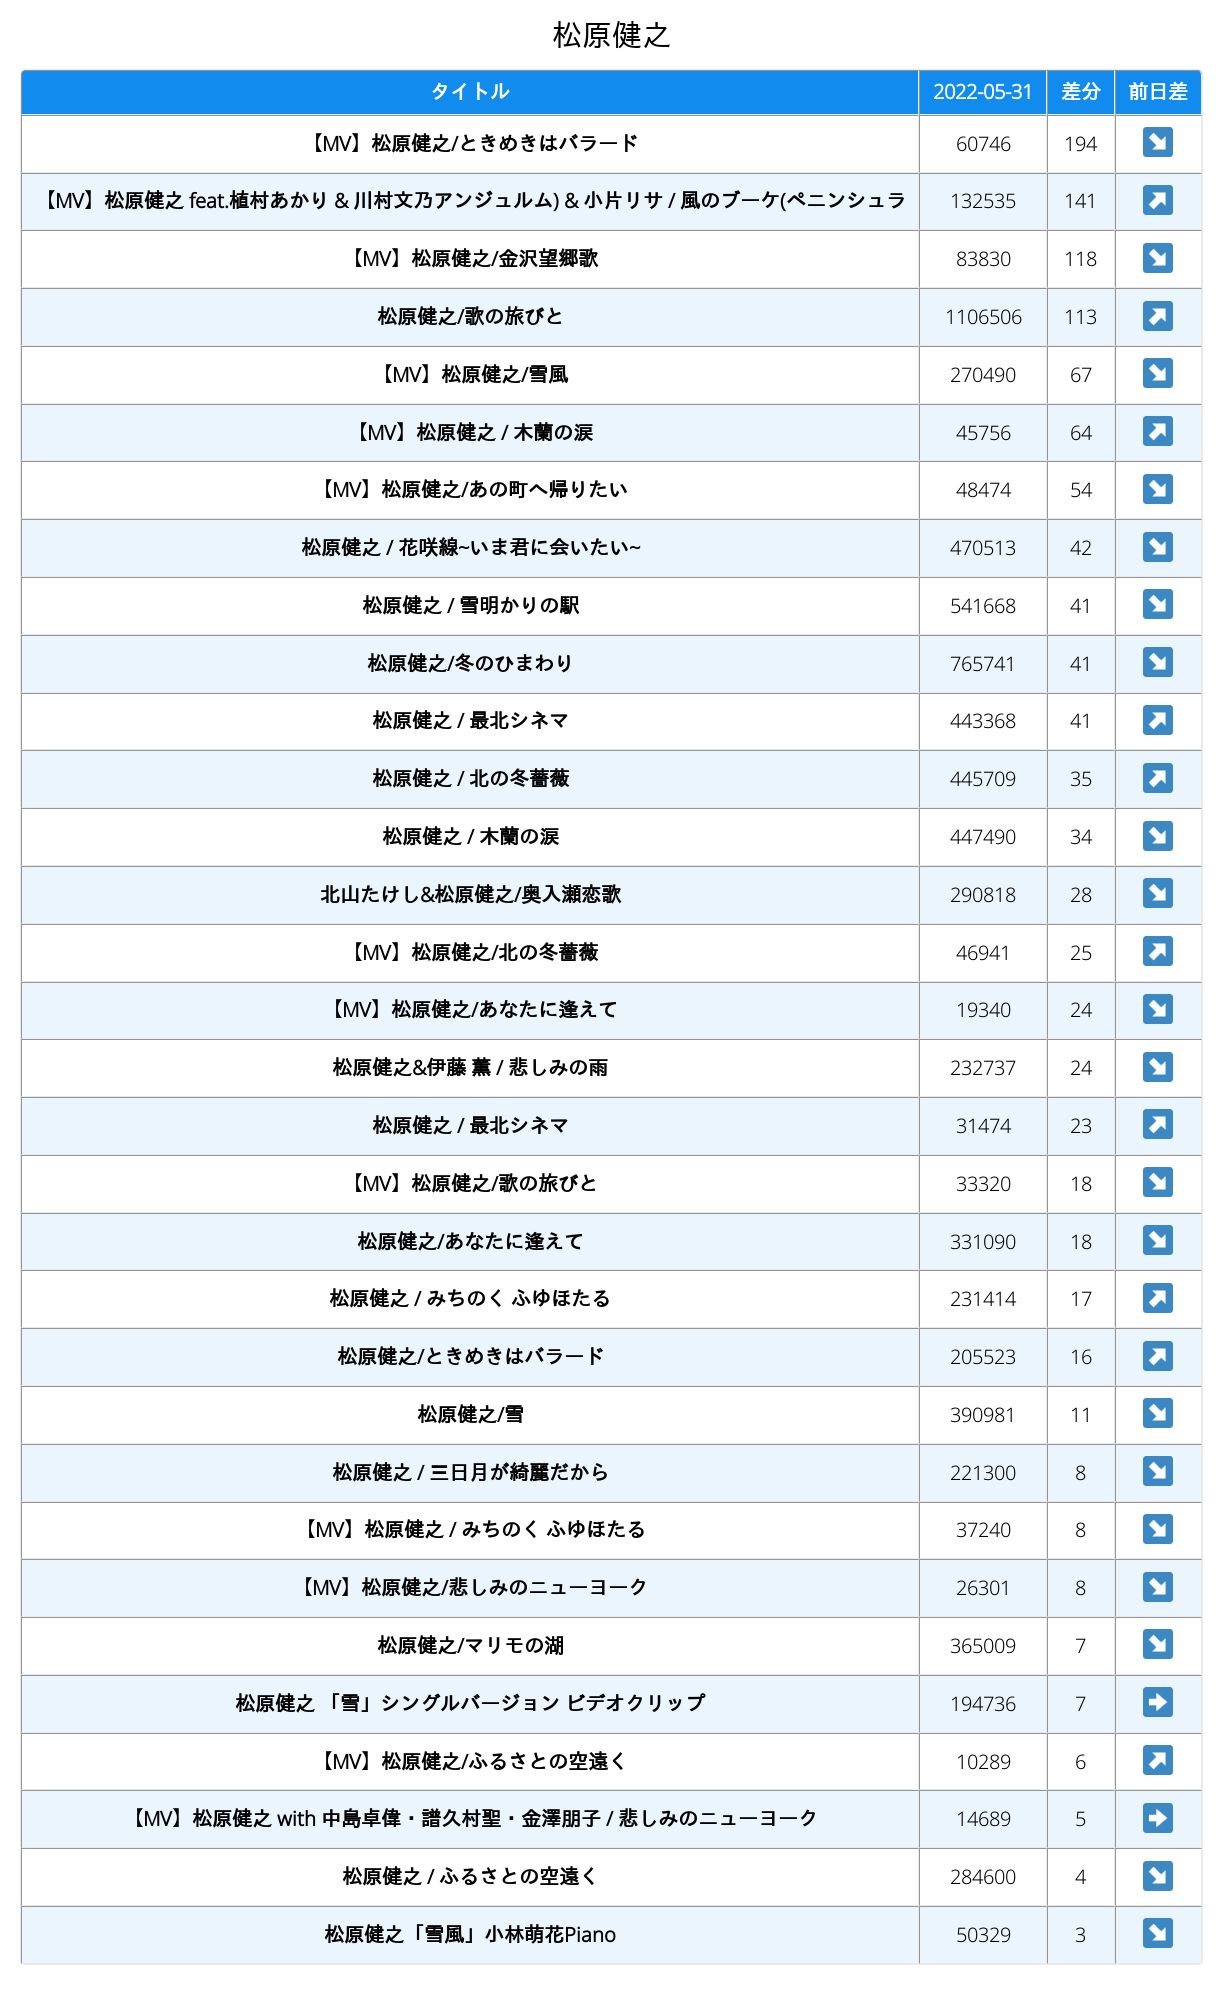 松原健之
タイトル 2022-05-31 差分 前日差
【MV】松原健之/ときめきはバラード 60746 194 ↘
【MV】松原健之 feat.植村あかり & 川村文乃アンジュルム) & 小片リサ / 風のブーケ(ペニンシュラ 132535 141 ↗
【MV】松原健之/金沢望郷歌 83830 118 ↘
松原健之/歌の旅びと 1106506 113 ↗
【MV】松原健之/雪風 270490 67 ↘
【MV】松原健之 / 木蘭の涙 45756 64 ↗
【MV】松原健之/あの町へ帰りたい 48474 54 ↘
松原健之 / 花咲線~いま君に会いたい~ 470513 42 ↘
松原健之 / 雪明かりの駅 541668 41 ↘
松原健之/冬のひまわり 765741 41 ↘
松原健之 / 最北シネマ 443368 41 ↗
松原健之 / 北の冬薔薇 445709 35 ↗
松原健之 / 木蘭の涙 447490 34 ↘
北山たけし&松原健之/奥入瀬恋歌 290818 28 ↘
【MV】松原健之/北の冬薔薇 46941 25 ↗
【MV】松原健之/あなたに逢えて 19340 24 ↘
松原健之&伊藤 薫 / 悲しみの雨 232737 24 ↘
松原健之 / 最北シネマ 31474 23 ↗
【MV】松原健之/歌の旅びと 33320 18 ↘
松原健之/あなたに逢えて 331090 18 ↘
松原健之 / みちのく ふゆほたる 231414 17 ↗
松原健之/ときめきはバラード 205523 16 ↗
松原健之/雪 390981 11 ↘
松原健之 / 三日月が綺麗だから 221300 8 ↘
【MV】松原健之 / みちのく ふゆほたる 37240 8 ↘
【MV】松原健之/悲しみのニューヨーク 26301 8 ↘
松原健之/マリモの湖 365009 7 ↘
松原健之 「雪」シングルバージョン ビデオクリップ 194736 7 ➡
【MV】松原健之/ふるさとの空遠く 10289 6 ↗
【MV】松原健之 with 中島卓偉・譜久村聖・金澤朋子 / 悲しみのニューヨーク 14689 5 ➡
松原健之 / ふるさとの空遠く 284600 4 ↘
松原健之「雪風」小林萌花Piano 50329 3 ↘